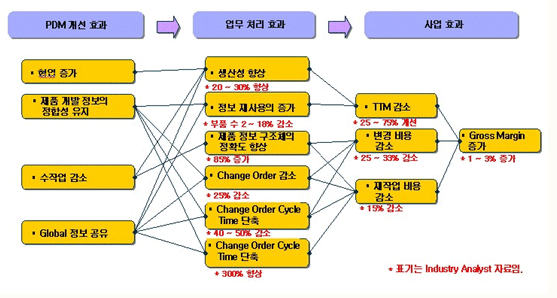 PDM 개선 효과
업무 처리 효과
사업 효과
• 협업 증가
• 제품 개발 정보의
정합성 유지
• 수작업 감소
• Global 정보 공유
• 생산성 향상
* 20 ~ 30% 향상
• 정보 재사용의 증가
* 부품 수 2 ~ 18% 감소
• 제품 정보 구조체의
정확도 향상
* 85% 증가
• Change Order 감소
* 25% 감소
• Change Order Cycle
Time 단축
* 40 ~ 50% 감소
• Change Order Cycle
Time 단축
* 300% 향상
• TTM 감소
* 25 ~ 75% 개선
• 변경 비용
감소
* 25 ~ 33% 감소
• 재작업 비용
감소
* 15% 감소
• Gross Margin
증가
* 1 ~ 3% 증가
* 표기는 Industry Analyst 자료임.